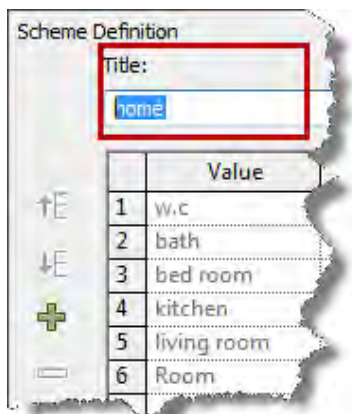 Scheme Definition
Title:
home
Value
1 w.c
2 bath
3 bed room
4 kitchen
5 living room
6 Room